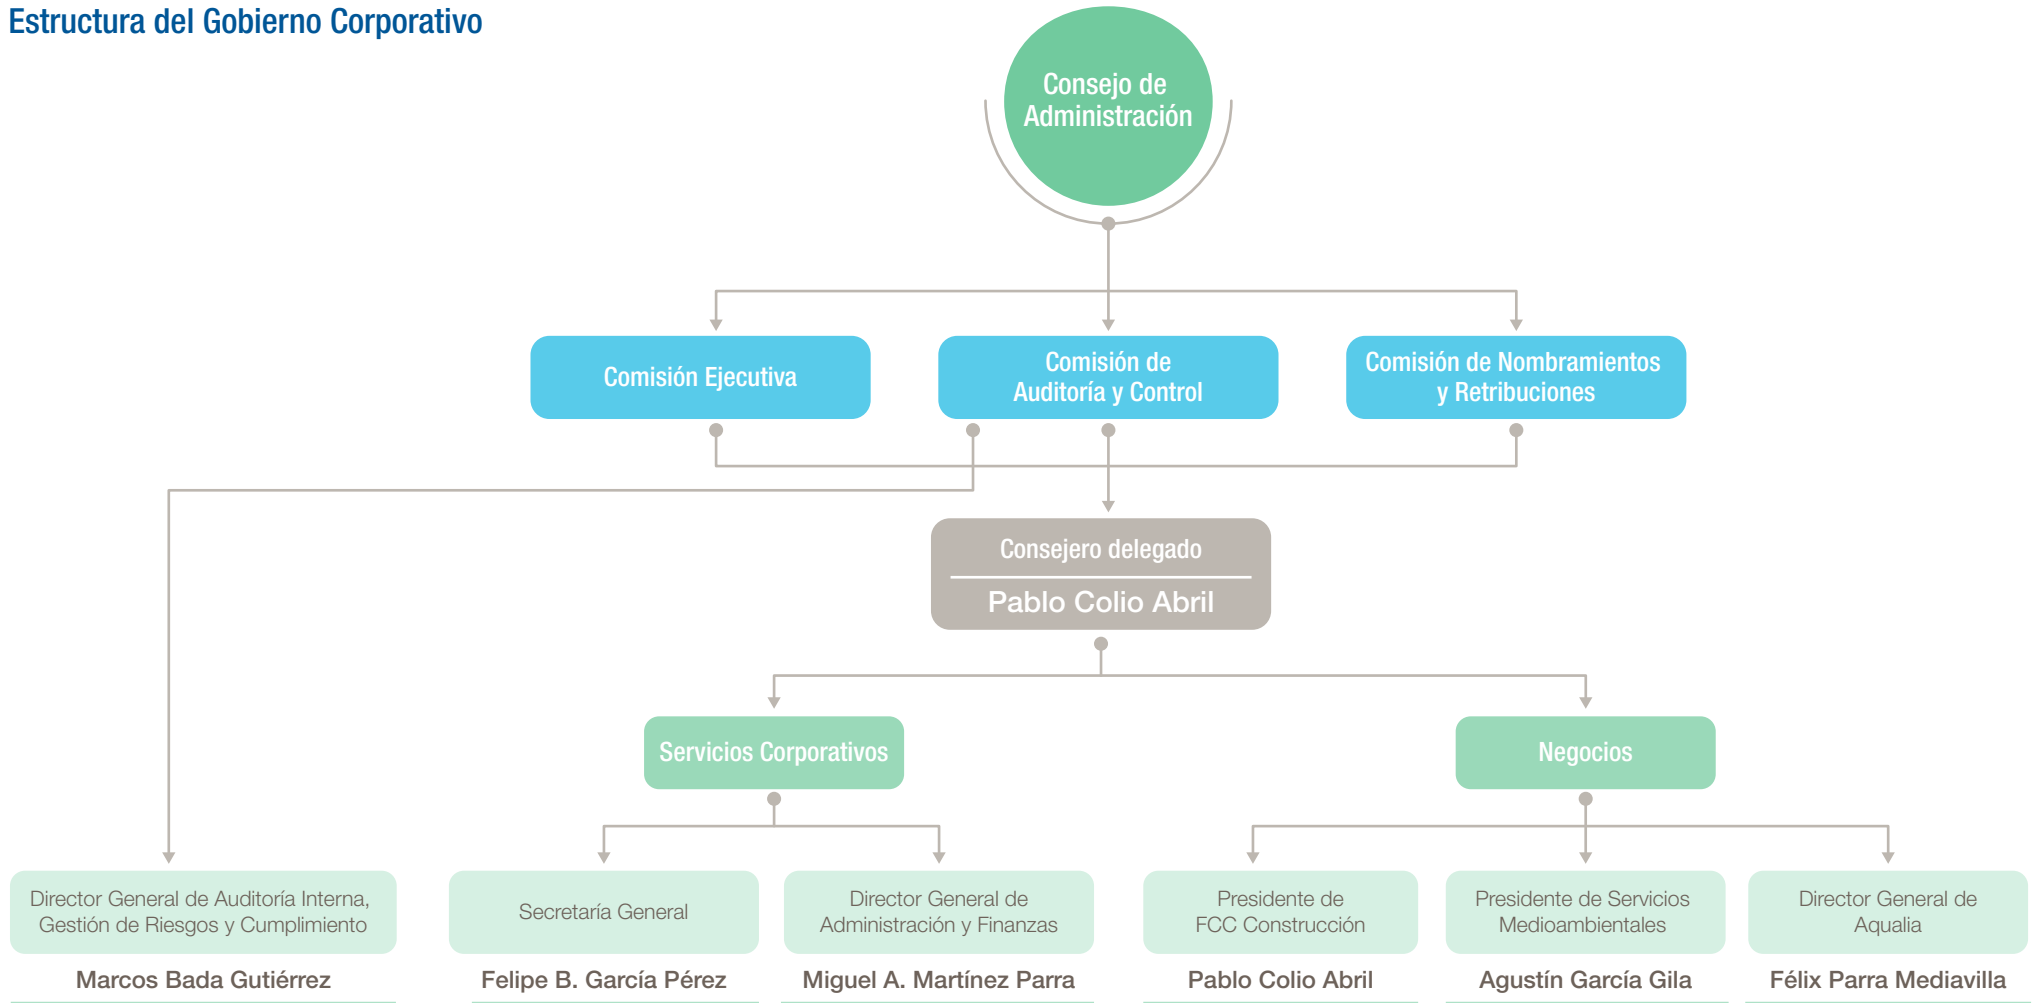 Estructura del Gobierno Corporativo
Consejo de
Administración
Comisión Ejecutiva
Comisión de
Auditoría y Control
Comisión de Nombramientos
y Retribuciones
Consejero delegado
Pablo Colio Abril
Servicios Corporativos
Negocios
Director General de Auditoría Interna,
Gestión de Riesgos y Cumplimiento
Marcos Bada Gutiérrez
Secretaría General
Felipe B. García Pérez
Director General de
Administración y Finanzas
Miguel A. Martínez Parra
Presidente de
FCC Construcción
Pablo Colio Abril
Presidente de Servicios
Medioambientales
Agustín García Gila
Director General de
Aqualia
Félix Parra Mediavilla